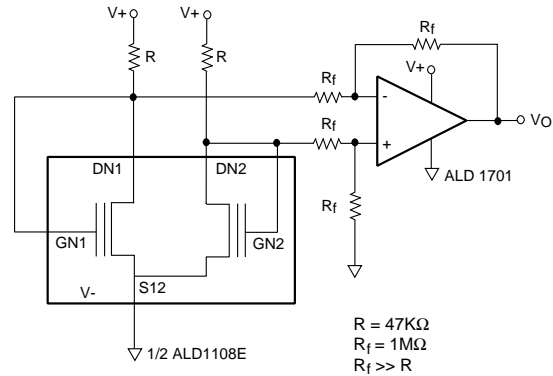 V+
V+
R
R
Rf
Rf
V+
-
Rf
+
VO
ALD 1701
Rf
DN1
DN2
GN1
GN2
S12
V-
1/2 ALD1108E
R = 47KΩ
Rf = 1MΩ
Rf >> R